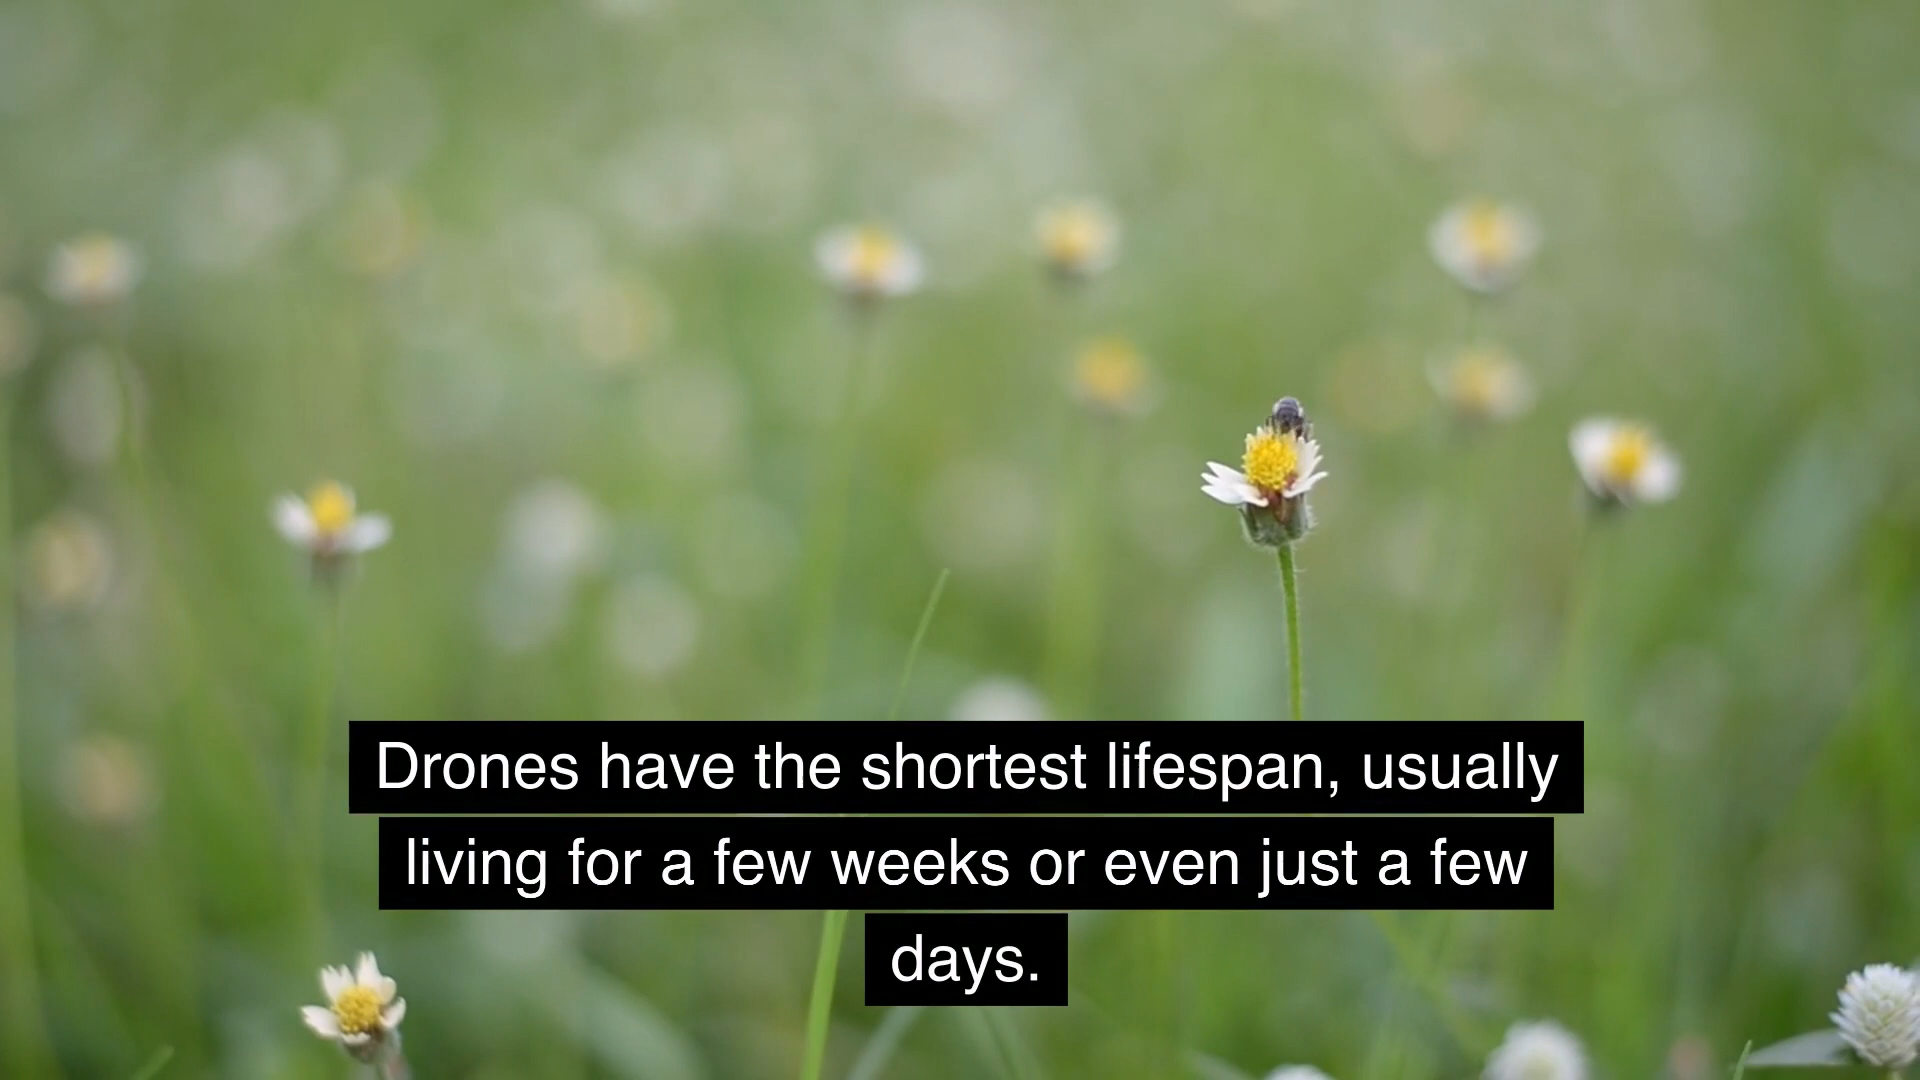 Drones have the shortest lifespan, usually
living for a few weeks or even just a few
days.